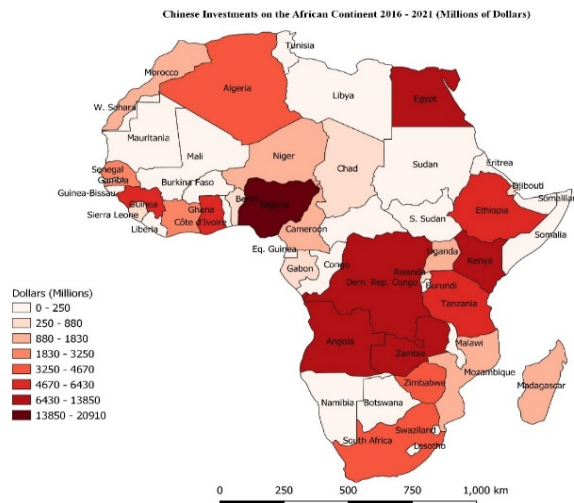 Chinese Investments on the African Continent 2016 - 2021 (Millions of Dollars)
Tunisia
Morocco
Algeria
Libya
Egypt
W. Sahara
Mauritania
Mali
Niger
Chad
Sudan
Eritrea
Senegal
Gambia
Burkina Faso
Djibouti
Somaliland
Guinea-Bissau
Guinea
Benin
Nigeria
Ghana
Ethiopia
Sierra Leone
Côte d'Ivoire
Liberia
Cameroon
S. Sudan
Somalia
Eq. Guinea
Uganda
Kenya
Gabon
Congo
Rwanda
Dem. Rep. Congo
Burundi
Tanzania
Dollars (Millions)
0 - 250
250 - 880
880 - 1830
1830 - 3250
3250 - 4670
4670 - 6430
6430 - 13850
13850 - 20910
Angola
Zambia
Malawi
Mozambique
Zimbabwe
Madagascar
Namibia
Botswana
Swaziland
South Africa
Lesotho
0 250 500 750 1,000 km